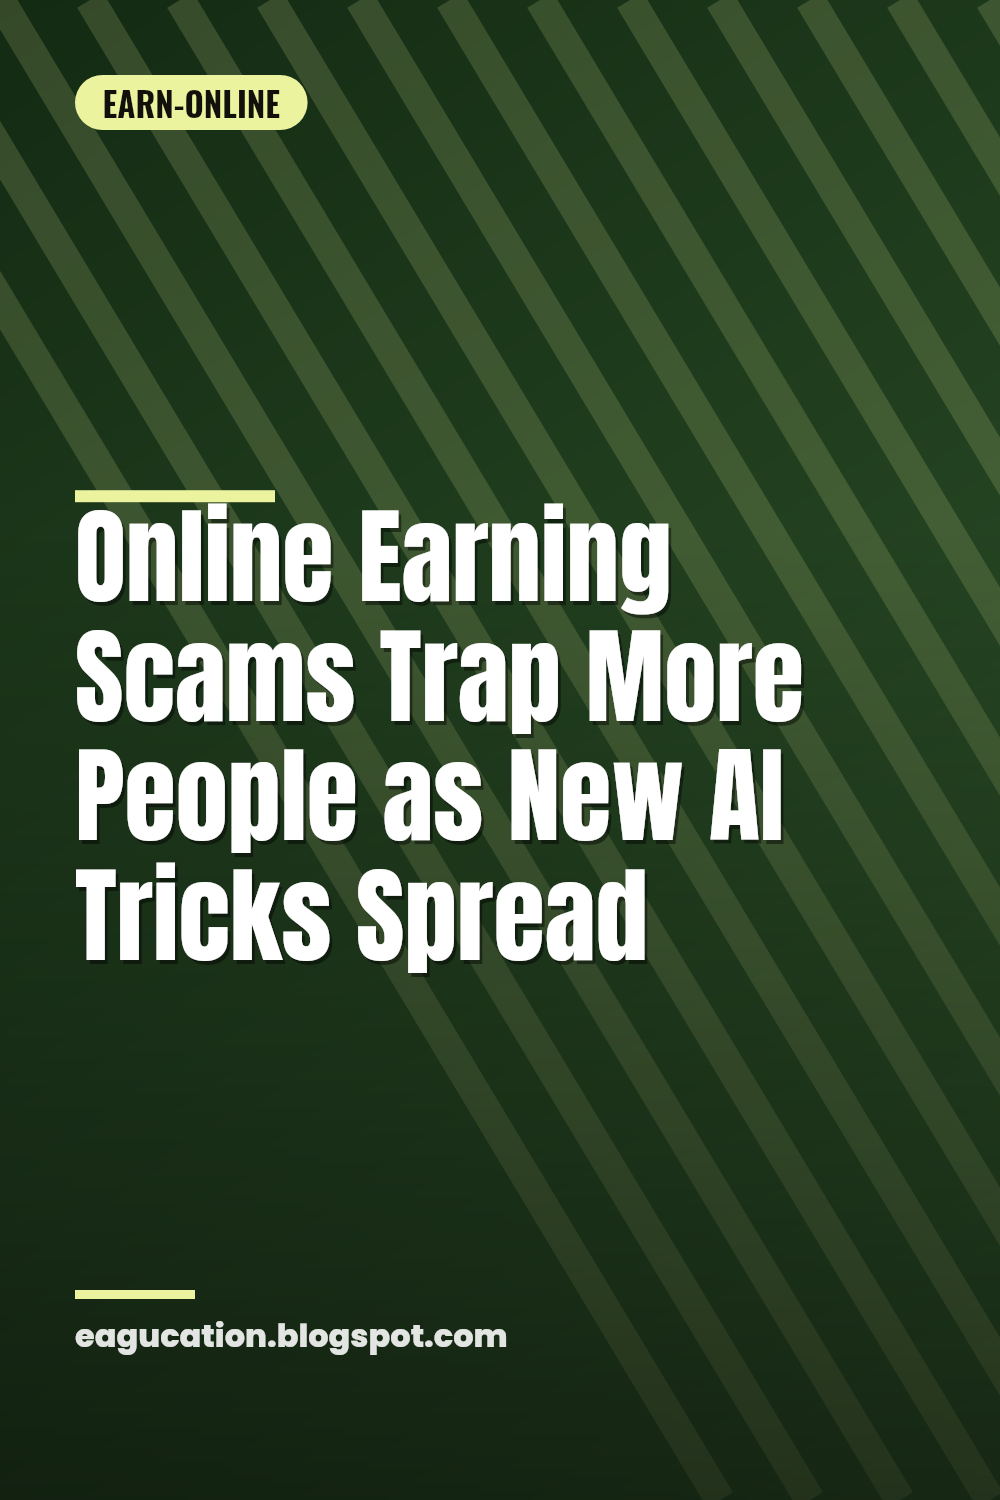 EARN-ONLINE
Online Earning
Scams Trap More
People as New AI
Tricks Spread
eagucation.blogspot.com